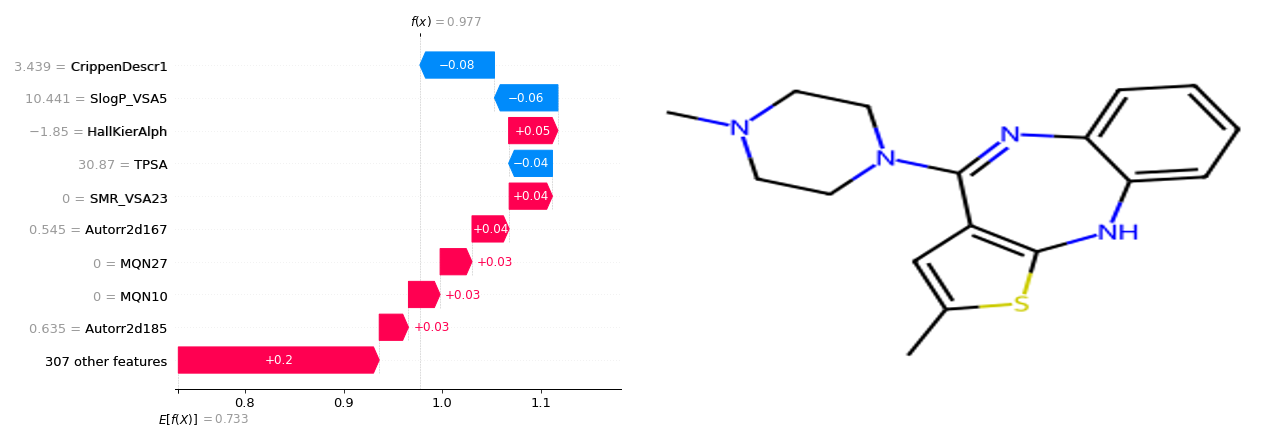 f(x) = 0.977
3.439 = CrippenDescr1
−0.08
10.441 = SlogP_VSA5
−0.06
−1.85 = HallKierAlph
+0.05
30.87 = TPSA
−0.04
0 = SMR_VSA23
+0.04
0.545 = Autorr2d167
+0.04
0 = MQN27
+0.03
0 = MQN10
+0.03
0.635 = Autorr2d185
+0.03
307 other features
+0.2
0.8 0.9 1.0 1.1
E[f(X)] = 0.733
N
N
N
NH
S